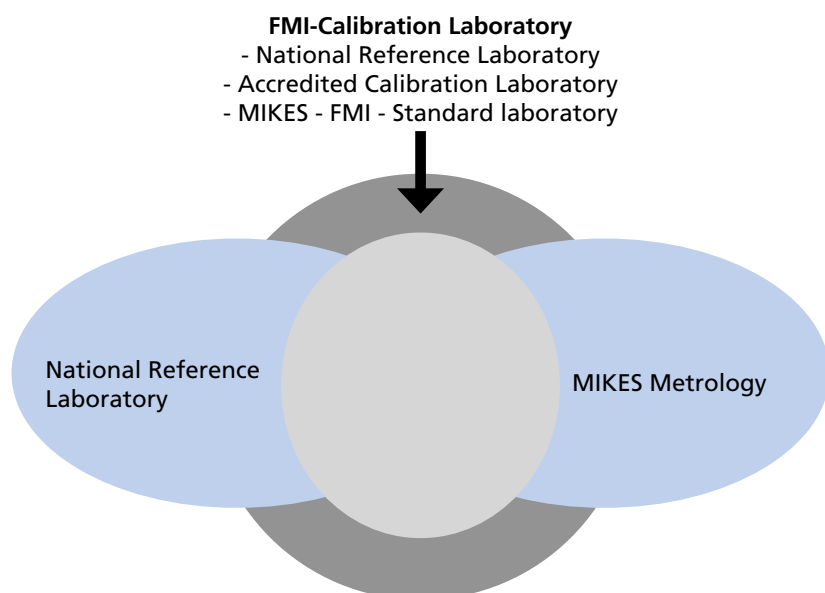 FMI-Calibration Laboratory
- National Reference Laboratory
- Accredited Calibration Laboratory
- MIKES - FMI - Standard laboratory
National Reference
Laboratory
MIKES Metrology